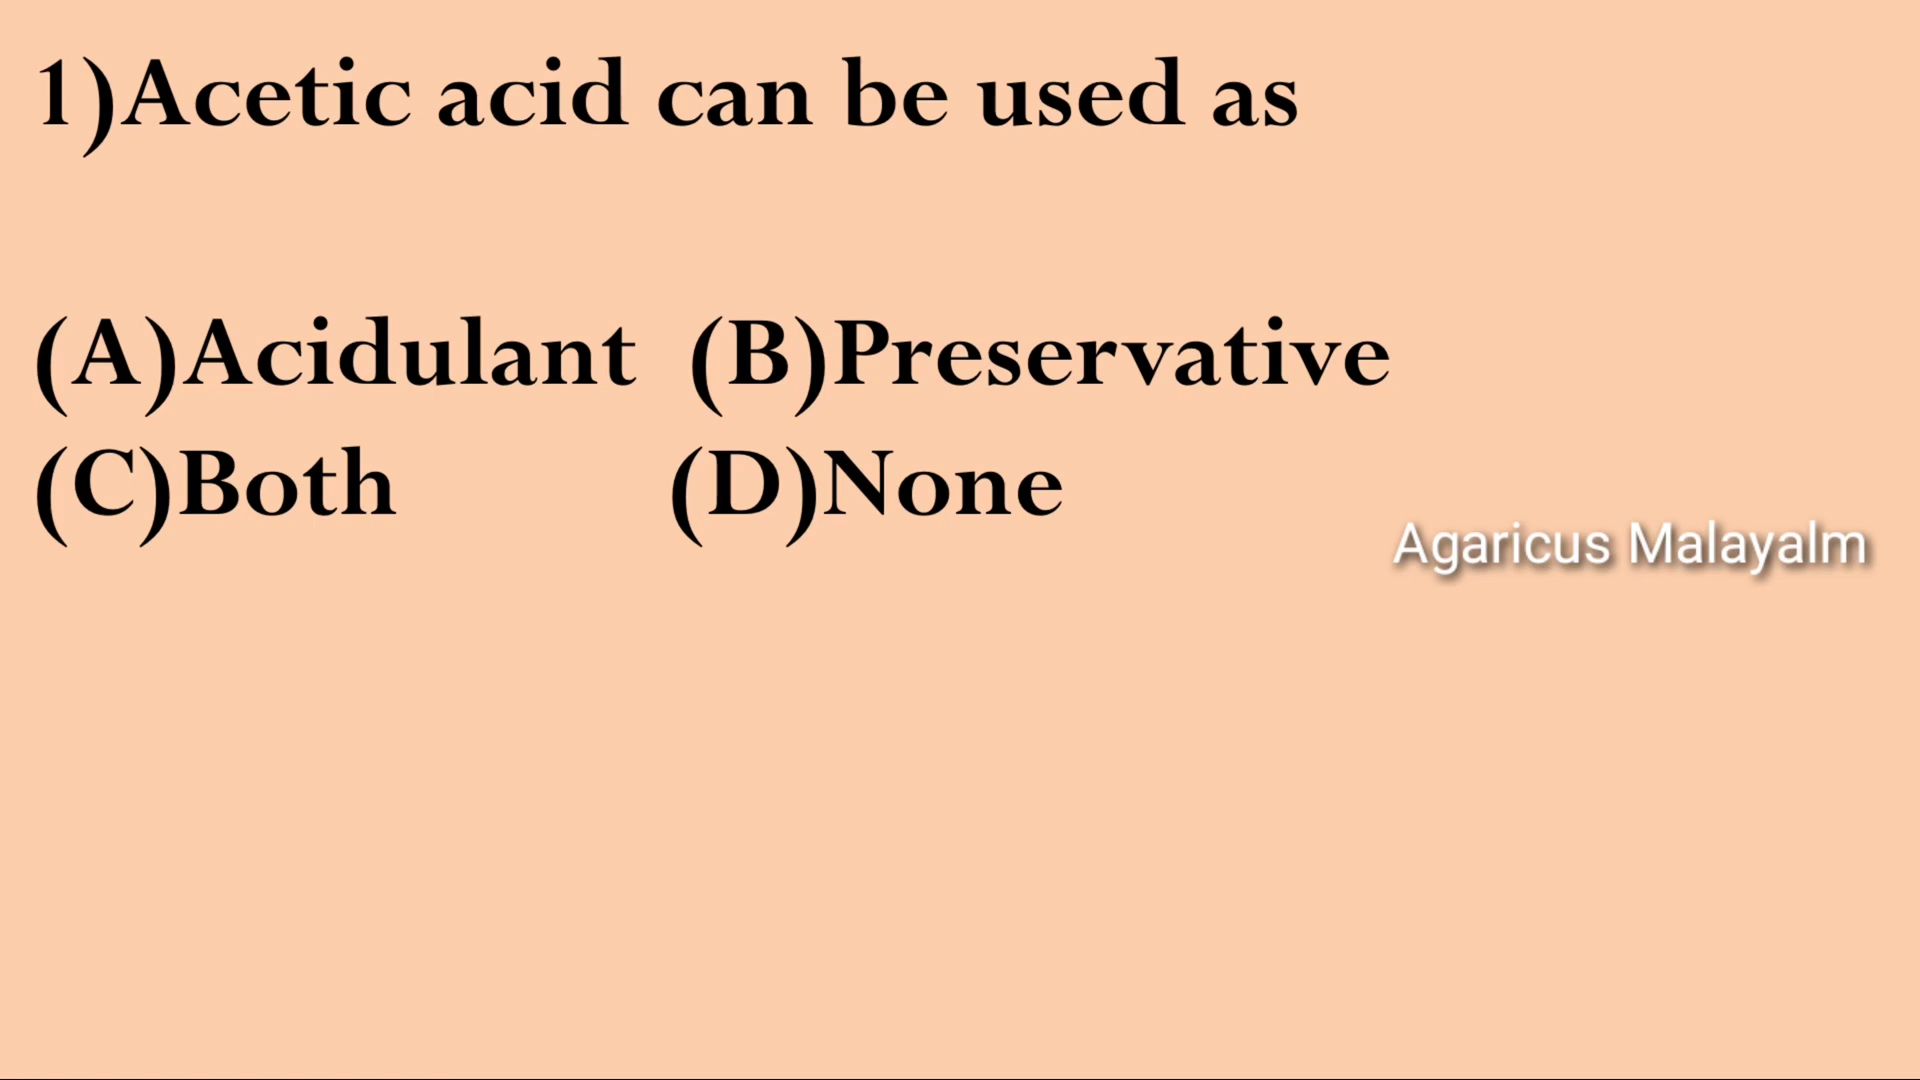 1)Acetic acid can be used as
(A)Acidulant (B)Preservative
(C)Both (D)None
Agaricus Malayalm